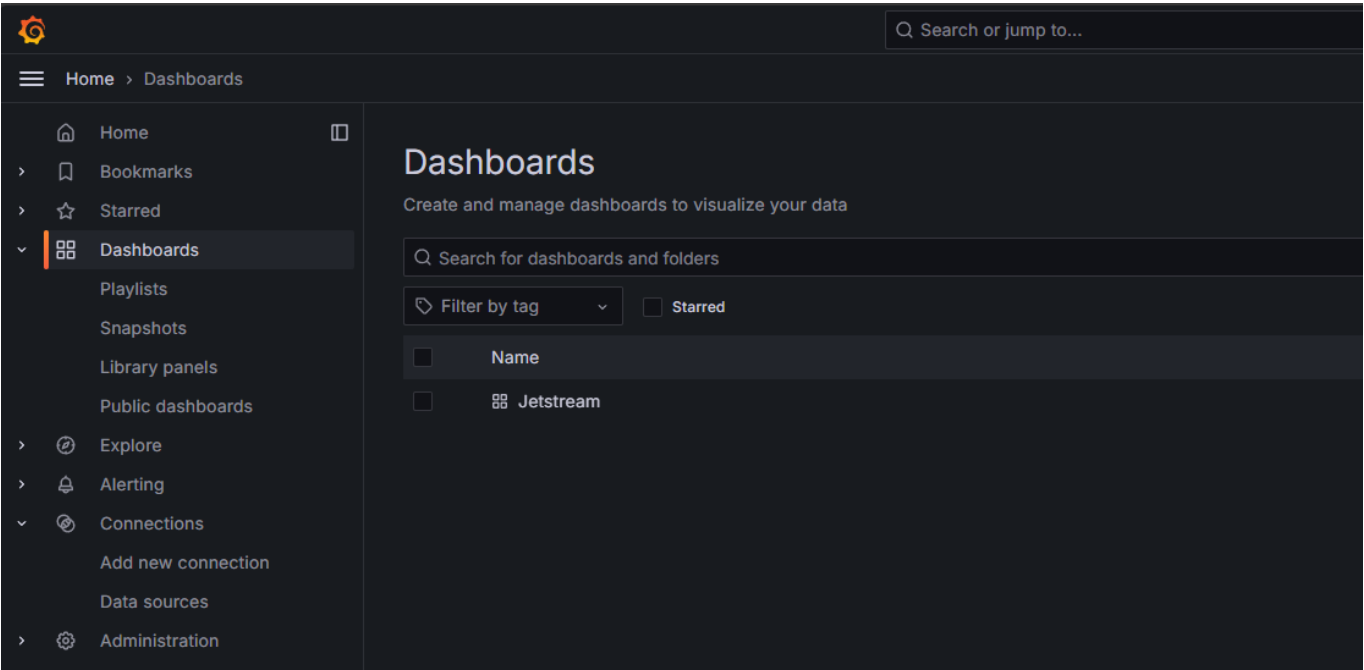 Search or jump to...
Home › Dashboards
Home
Bookmarks
Starred
Dashboards
Playlists
Snapshots
Library panels
Public dashboards
Explore
Alerting
Connections
Add new connection
Data sources
Administration
Dashboards
Create and manage dashboards to visualize your data
Search for dashboards and folders
Filter by tag Starred
Name
Jetstream